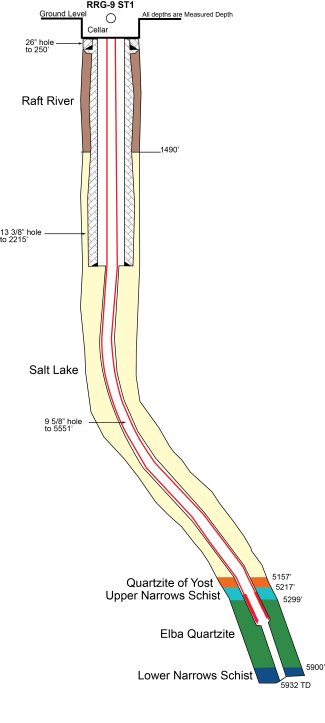 RRG-9 ST1
Ground Level
All depths are Measured Depth
Cellar
26" hole
to 250'
Raft River
1490'
13 3/8" hole
to 2215'
Salt Lake
9 5/8" hole
to 5551'
5157'
Quartzite of Yost
5217'
Upper Narrows Schist
5299'
Elba Quartzite
5900'
Lower Narrows Schist
5932 TD